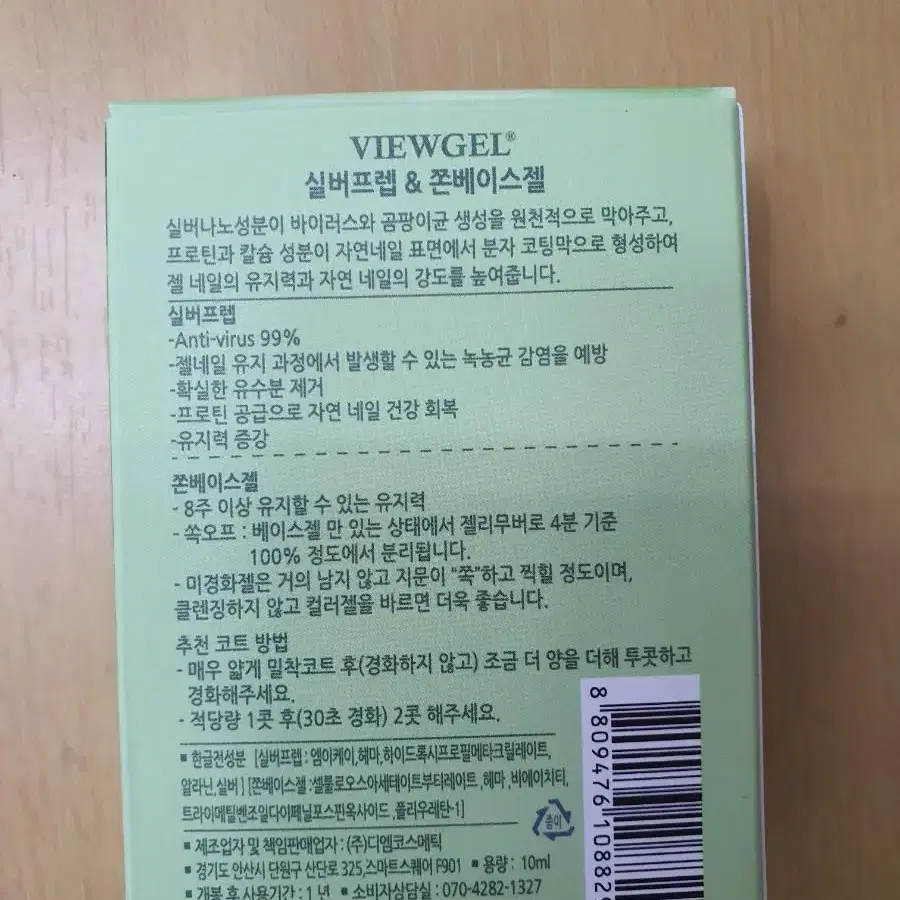 VIEWGEL®
실버프렙 & 쫀베이스젤
실버나노성분이 바이러스와 곰팡이균 생성을 원천적으로 막아주고,
프로틴과 칼슘 성분이 자연네일 표면에서 분자 코팅막으로 형성하여
젤 네일의 유지력과 자연 네일의 강도를 높여줍니다.
실버프렙
-Anti-virus 99%
-젤네일 유지 과정에서 발생할 수 있는 녹농균 감염을 예방
-확실한 유수분 제거
-프로틴 공급으로 자연 네일 건강 회복
-유지력 증강
쫀베이스젤
- 8주 이상 유지할 수 있는 유지력
- 쏙오프 : 베이스젤 만 있는 상태에서 젤리무버로 4분 기준
100% 정도에서 분리됩니다.
- 미경화젤은 거의 남지 않고 지문이 "쪽"하고 찍힐 정도이며,
클렌징하지 않고 컬러젤을 바르면 더욱 좋습니다.
추천 코트 방법
- 매우 얇게 밀착코트 후(경화하지 않고) 조금 더 양을 더해 투콧하고
경화해주세요.
- 적당량 1콧 후(30초 경화) 2콧 해주세요.
▪ 한글전성분 [실버프렙 : 엠이케이,헤마,하이드록시프로필메타크릴레이트,
알라닌,실버] [쫀베이스젤 :셀룰로오스아세테이트부티레이트, 헤마 ,비에이치티,
트라이메틸벤조일다이페닐포스핀옥사이드 ,폴리우레탄-1]
종이
▪ 제조업자 및 책임판매업자 : (주)디엠코스메틱
▪ 경기도 안산시 단원구 산단로 325,스마트스퀘어 F901 ▪ 용량 : 10ml
▪ 개봉 후 사용기간 : 1 년 ▪ 소비자상담실 : 070-4282-1327
8 809476 10882